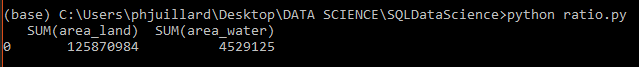 (base) C:\Users\phjuillard\Desktop\DATA SCIENCE\SQLDataScience>python ratio.py
   SUM(area_land)  SUM(area_water)
0       125870984          4529125